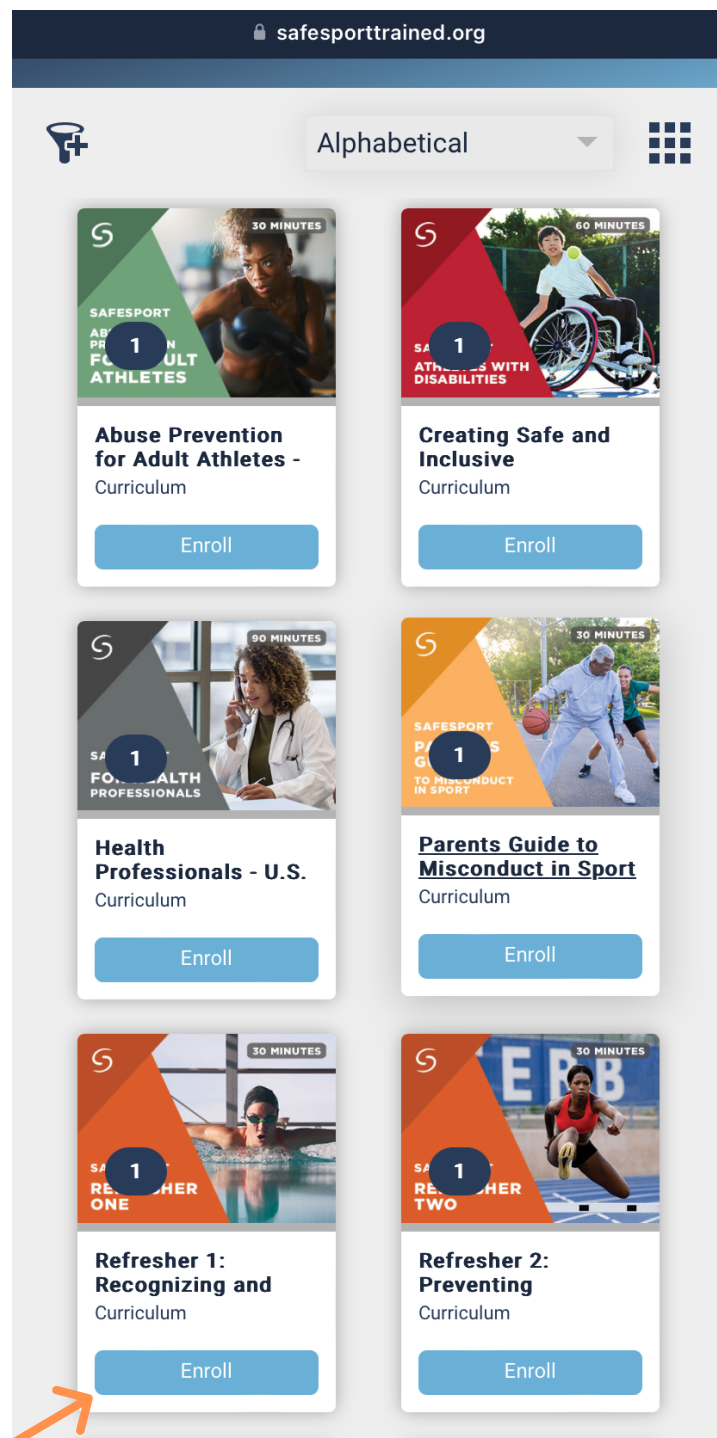 safesporttrained.org
Alphabetical
30 MINUTES
SAFESPORT
1
ATHLETES
Abuse Prevention
for Adult Athletes -
Curriculum
Enroll
60 MINUTES
1
WITH
DISABILITIES
Creating Safe and
Inclusive
Curriculum
Enroll
90 MINUTES
1
PROFESSIONALS
Health
Professionals - U.S.
Curriculum
Enroll
30 MINUTES
SAFESPORT
1
TO MISCONDUCT
IN SPORT
Parents Guide to
Misconduct in Sport
Curriculum
Enroll
30 MINUTES
1
ONE
Refresher 1:
Recognizing and
Curriculum
Enroll
30 MINUTES
1
TWO
Refresher 2:
Preventing
Curriculum
Enroll